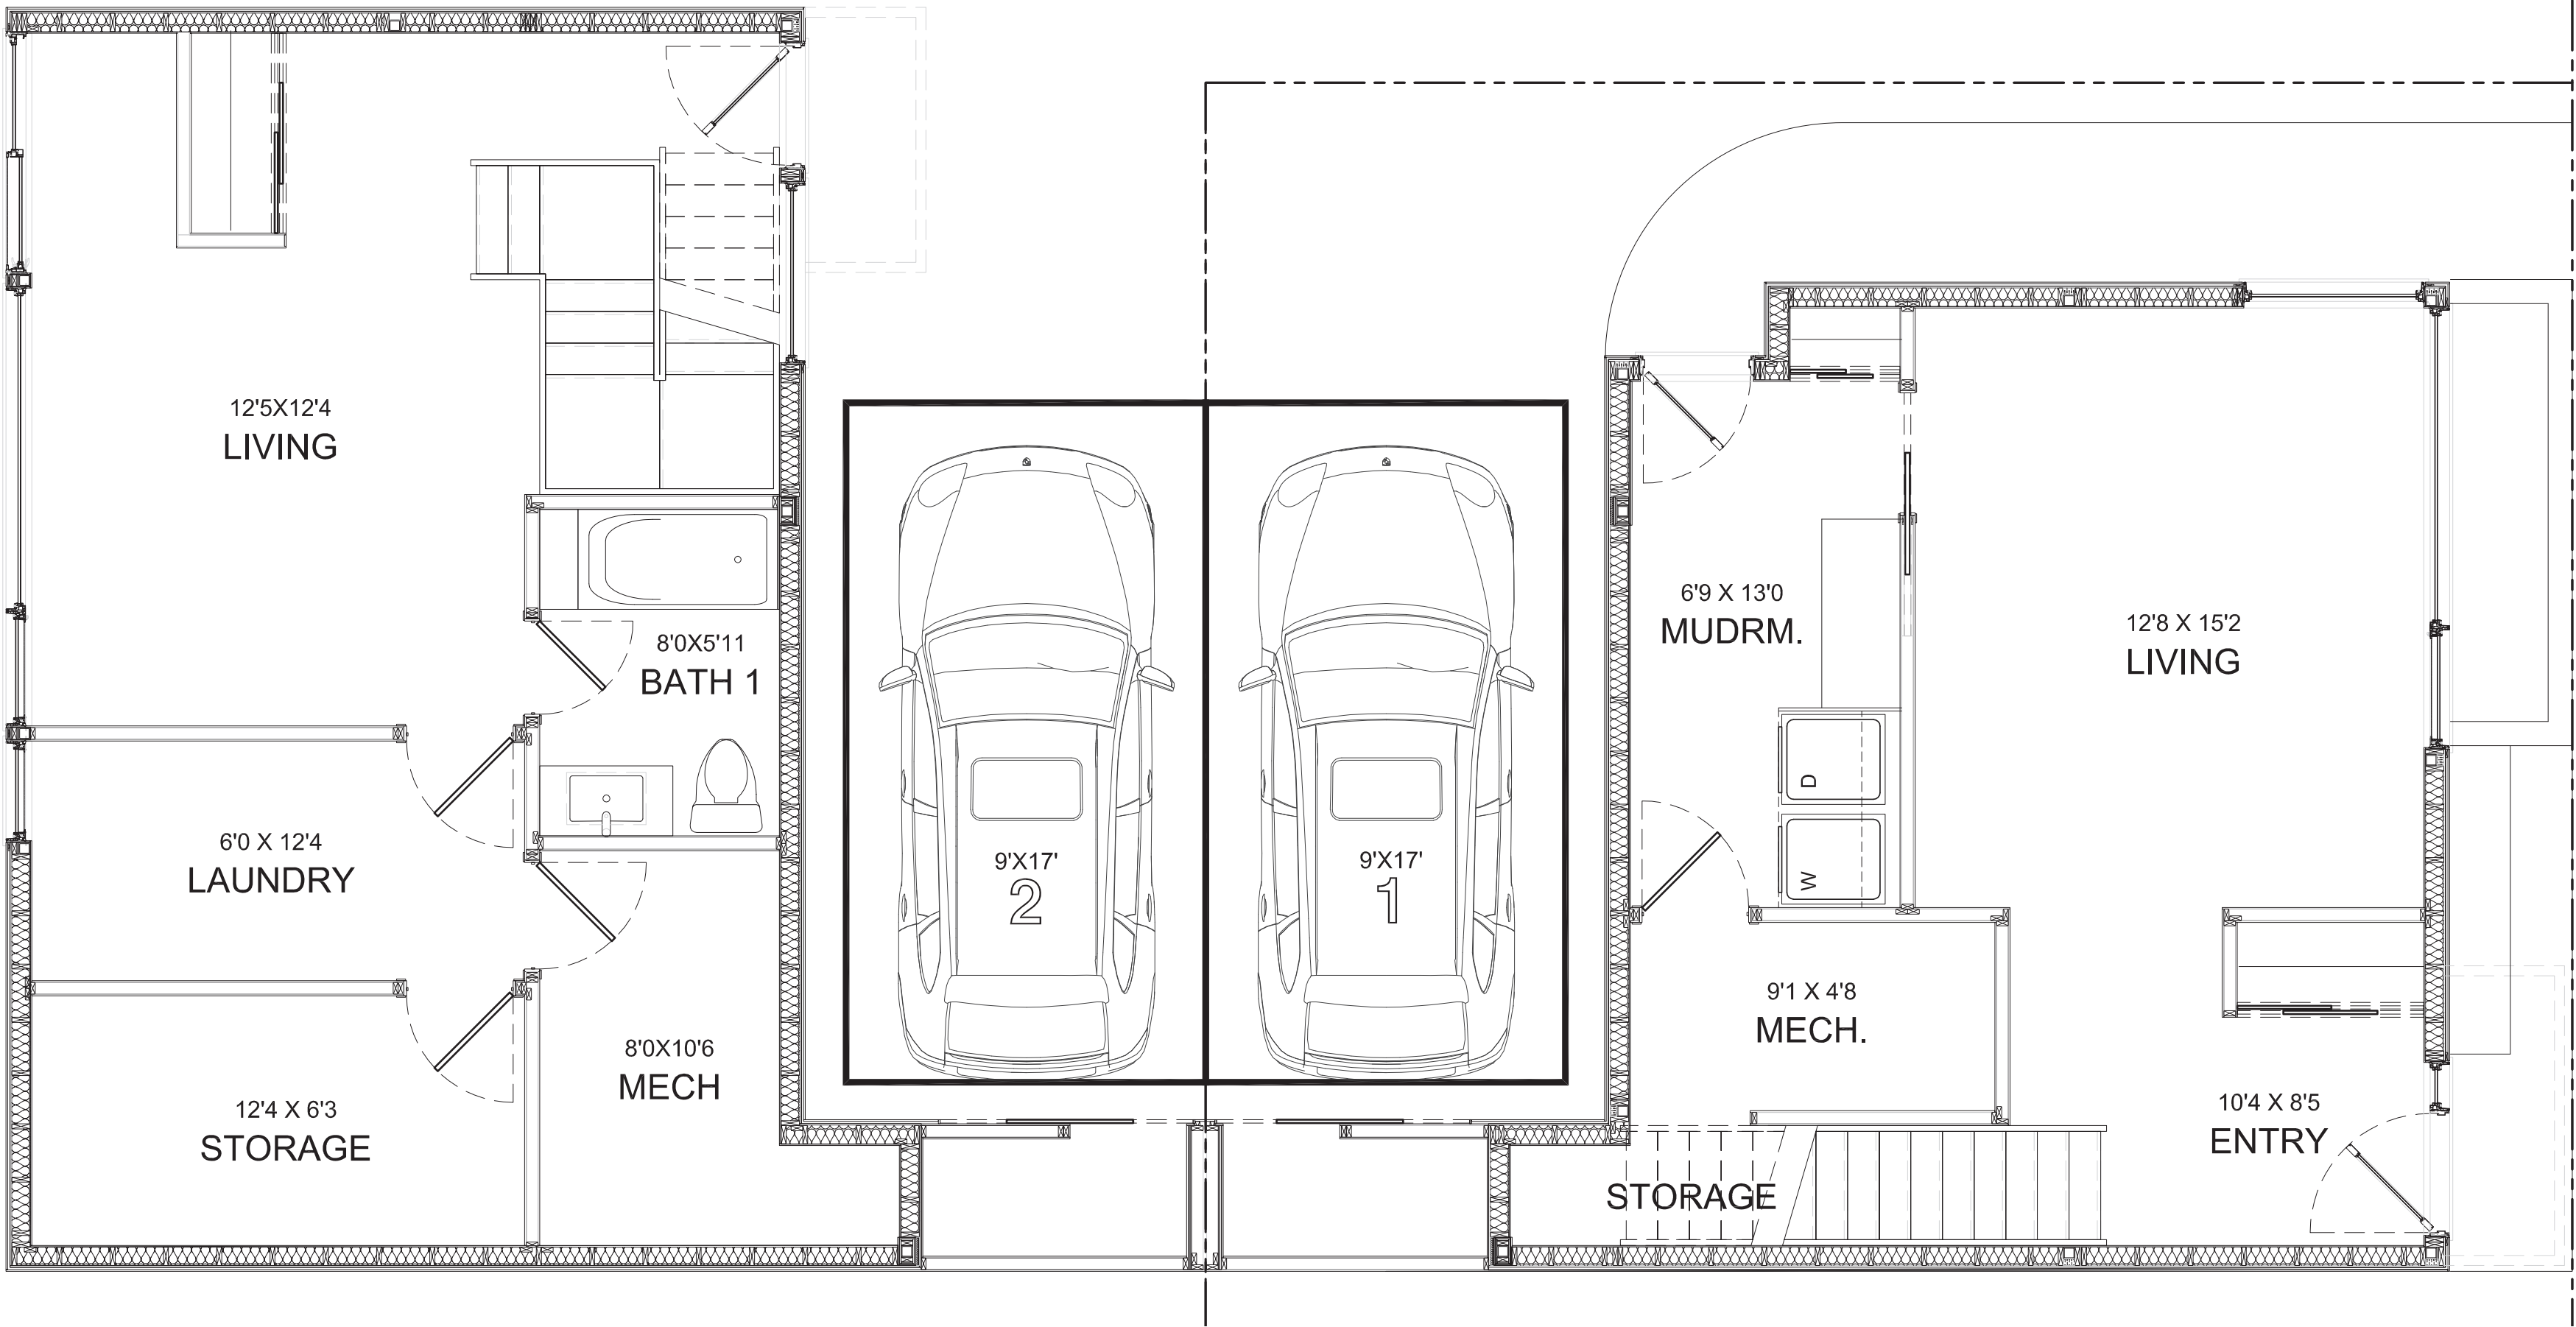 12'5X12'4
LIVING
8'0X5'11
BATH 1
6'0 X 12'4
LAUNDRY
12'4 X 6'3
STORAGE
8'0X10'6
MECH
9'X17'
2
9'X17'
1
6'9 X 13'0
MUDRM.
D
W
12'8 X 15'2
LIVING
9'1 X 4'8
MECH.
10'4 X 8'5
ENTRY
STORAGE